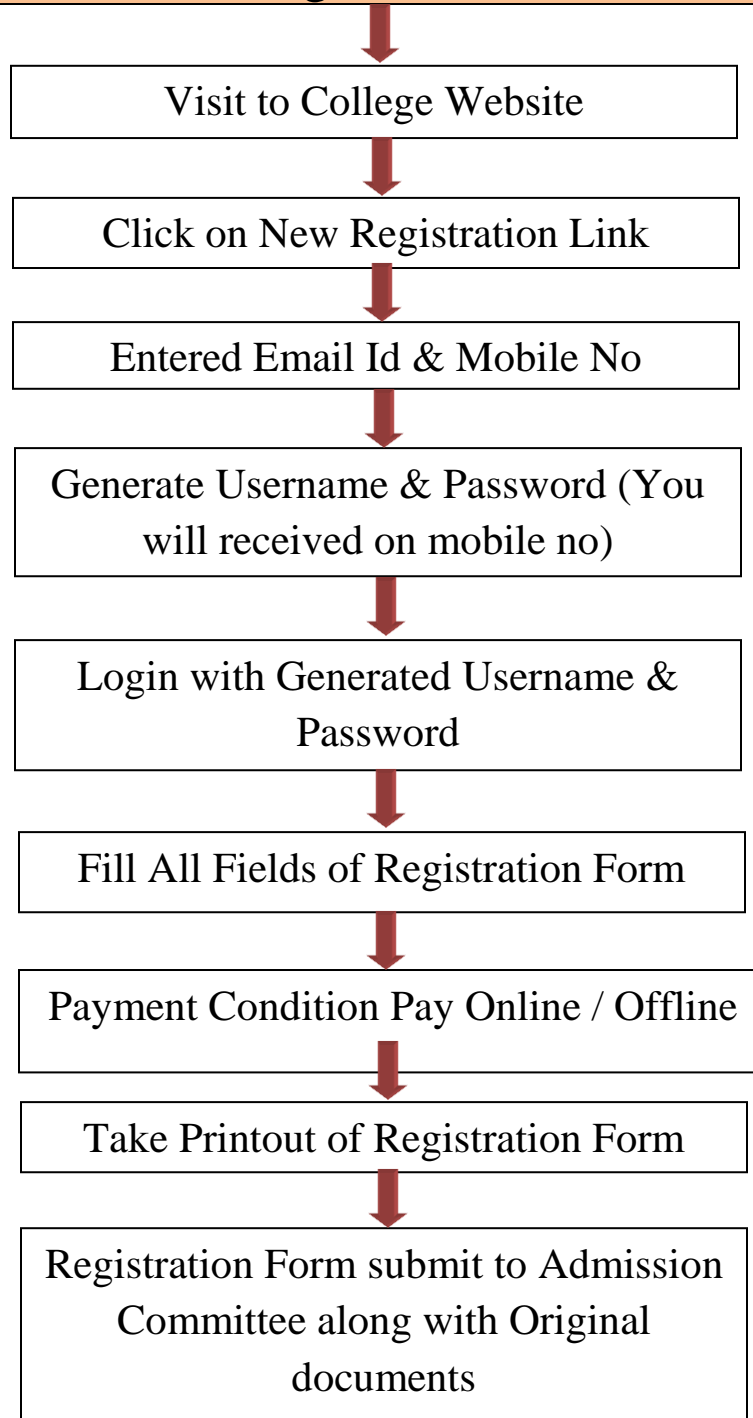 Visit to College Website
Click on New Registration Link
Entered Email Id & Mobile No
Generate Username & Password (You
will received on mobile no)
Login with Generated Username &
Password
Fill All Fields of Registration Form
Payment Condition Pay Online / Offline
Take Printout of Registration Form
Registration Form submit to Admission
Committee along with Original
documents